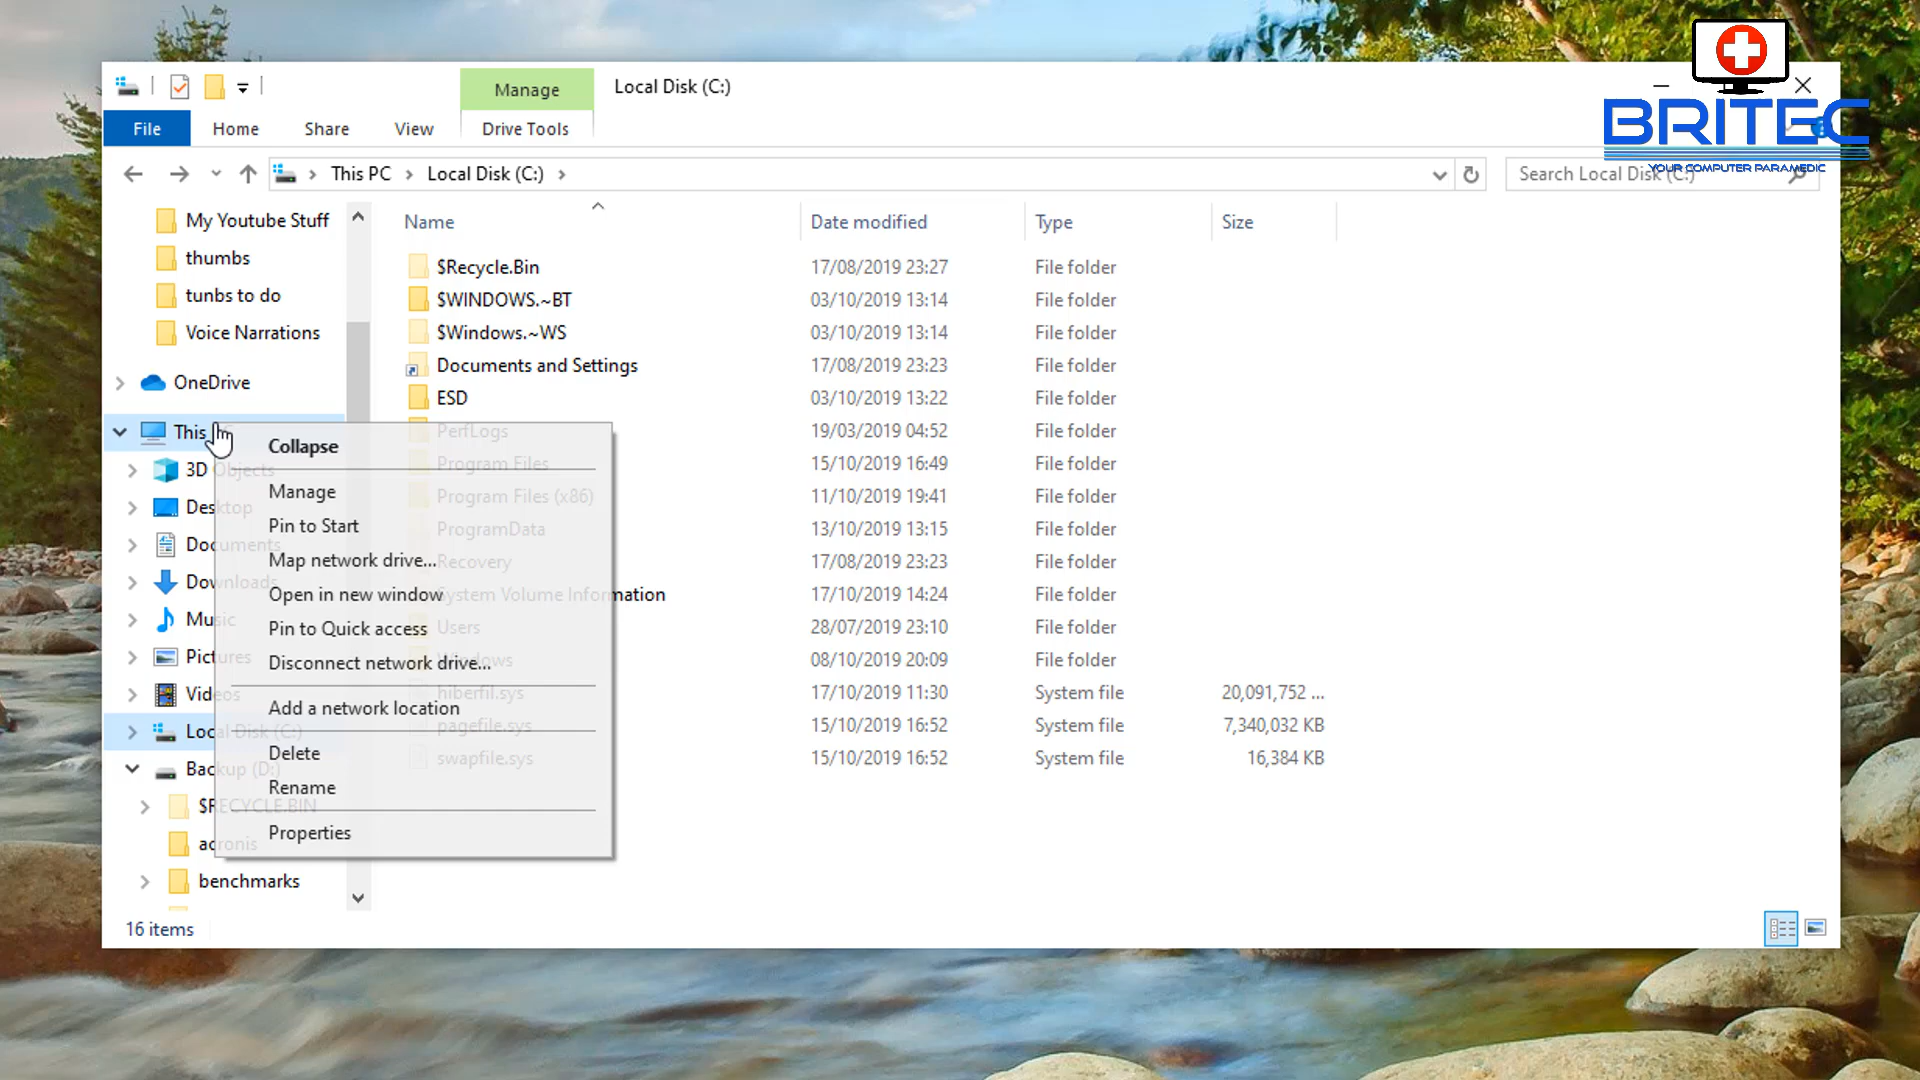 Manage
Local Disk (C:)
File
Home
Share
View
Drive Tools
BRITEC
YOUR COMPUTER PARAMEDIC
This PC
Local Disk (C:)
Search Local Disk (C:)
My Youtube Stuff
thumbs
tunbs to do
Voice Narrations
OneDrive
This
3D Objects
Desktop
Documents
Downloads
Music
Pictures
Videos
Local Disk (C:)
Backup (D:)
$RECYCLE.BIN
acronis
benchmarks
Collapse
Manage
Pin to Start
Map network drive...
Open in new window
Pin to Quick access
Disconnect network drive...
Add a network location
Delete
Rename
Properties
Name Date modified Type Size
$Recycle.Bin 17/08/2019 23:27 File folder
$WINDOWS.~BT 03/10/2019 13:14 File folder
$Windows.~WS 03/10/2019 13:14 File folder
Documents and Settings 17/08/2019 23:23 File folder
ESD 03/10/2019 13:22 File folder
PerfLogs 19/03/2019 04:52 File folder
Program Files 15/10/2019 16:49 File folder
Program Files (x86) 11/10/2019 19:41 File folder
ProgramData 13/10/2019 13:15 File folder
Recovery 17/08/2019 23:23 File folder
System Volume Information 17/10/2019 14:24 File folder
Users 28/07/2019 23:10 File folder
Windows 08/10/2019 20:09 File folder
hiberfil.sys 17/10/2019 11:30 System file 20,091,752 ...
pagefile.sys 15/10/2019 16:52 System file 7,340,032 KB
swapfile.sys 15/10/2019 16:52 System file 16,384 KB
16 items